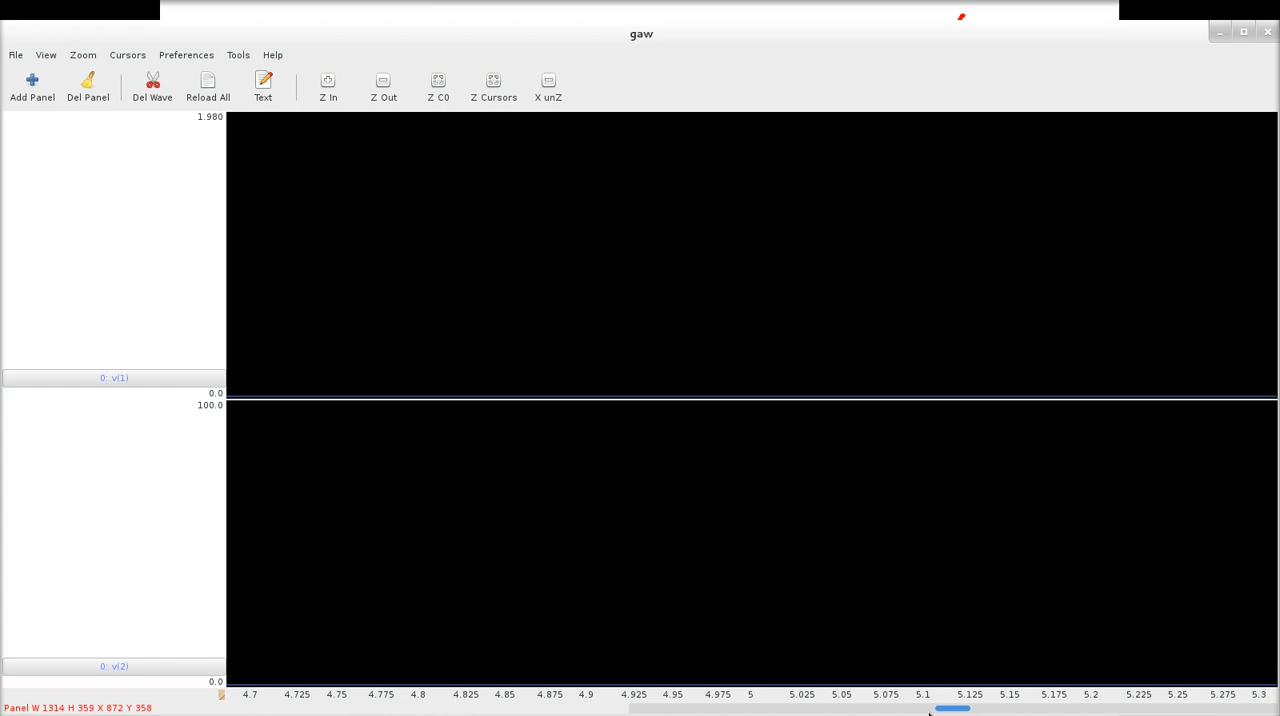 gaw
File View Zoom Cursors Preferences Tools Help
Add Panel Del Panel Del Wave Reload All Text Z In Z Out Z C0 Z Cursors X unZ
1.980
0: v(1)
0.0
100.0
0: v(2)
0.0
4.7 4.725 4.75 4.775 4.8 4.825 4.85 4.875 4.9 4.925 4.95 4.975 5 5.025 5.05 5.075 5.1 5.125 5.15 5.175 5.2 5.225 5.25 5.275 5.3
Panel W 1314 H 359 X 872 Y 358